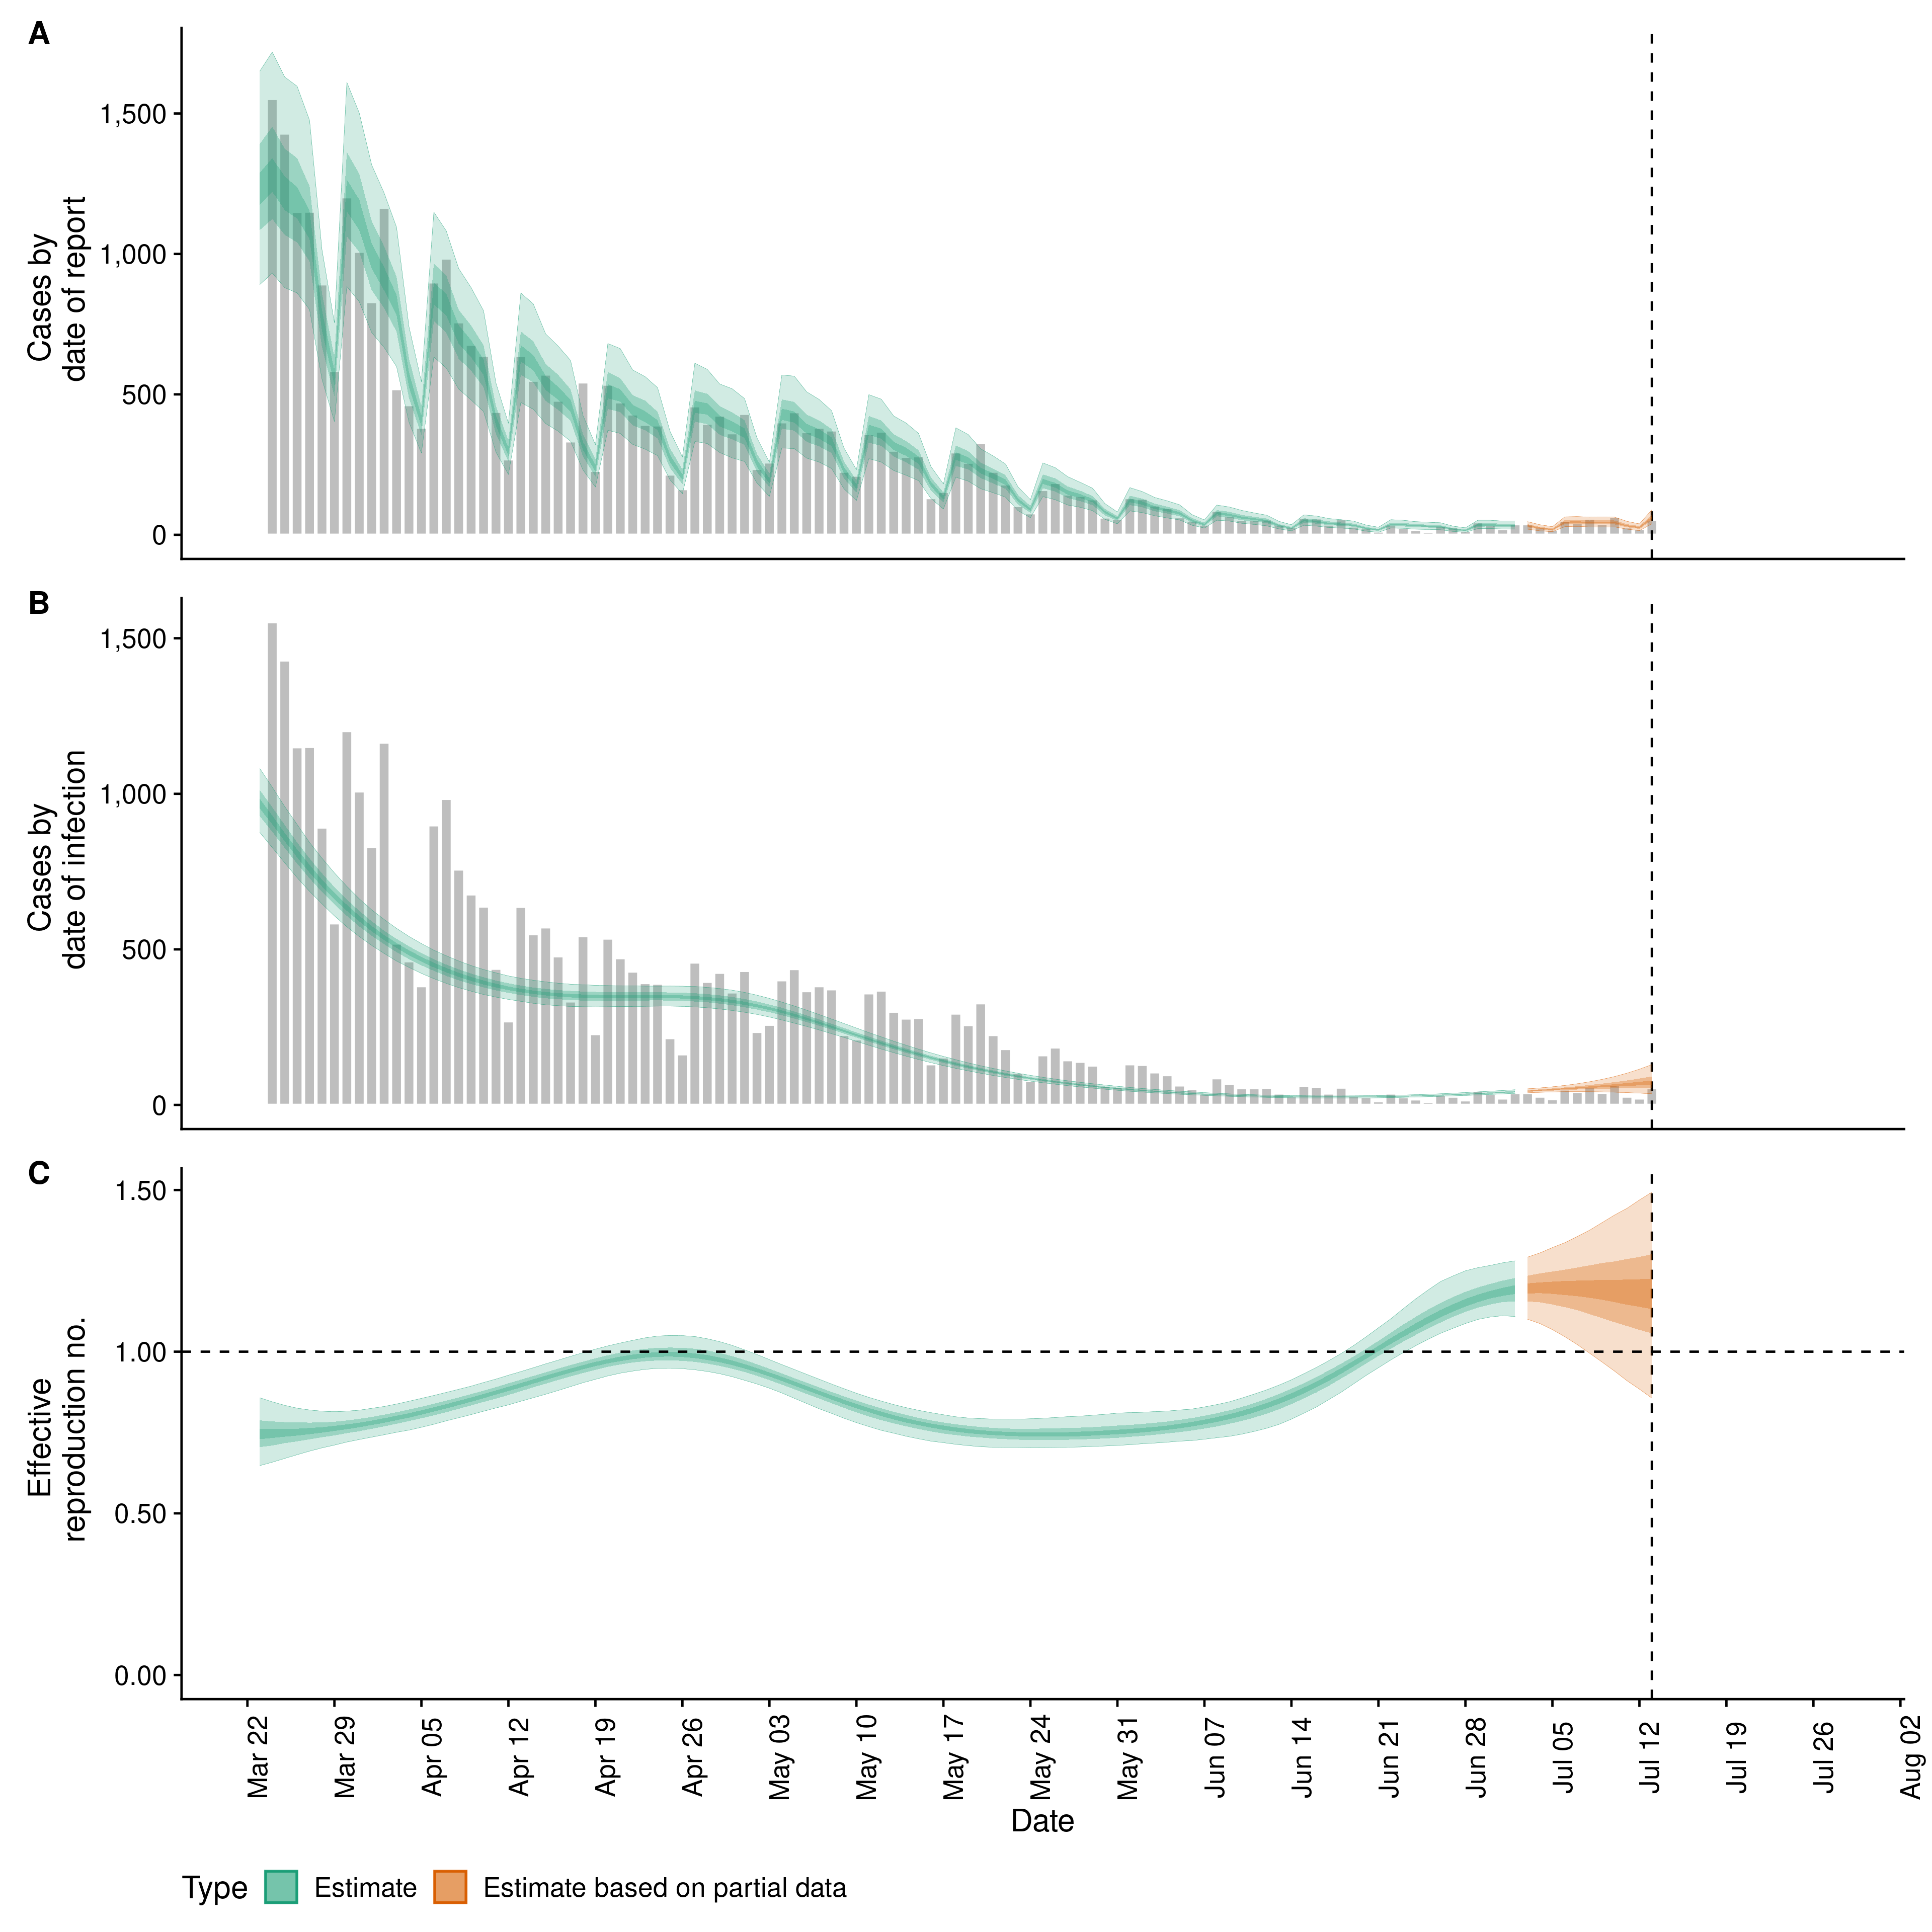 A
Cases by
date of report
1,500
1,000
500
0
B
Cases by
date of infection
1,500
1,000
500
0
C
Effective
reproduction no.
1.50
1.00
0.50
0.00
Mar 22
Mar 29
Apr 05
Apr 12
Apr 19
Apr 26
May 03
May 10
May 17
May 24
May 31
Jun 07
Jun 14
Jun 21
Jun 28
Jul 05
Jul 12
Jul 19
Jul 26
Aug 02
Date
Type Estimate Estimate based on partial data